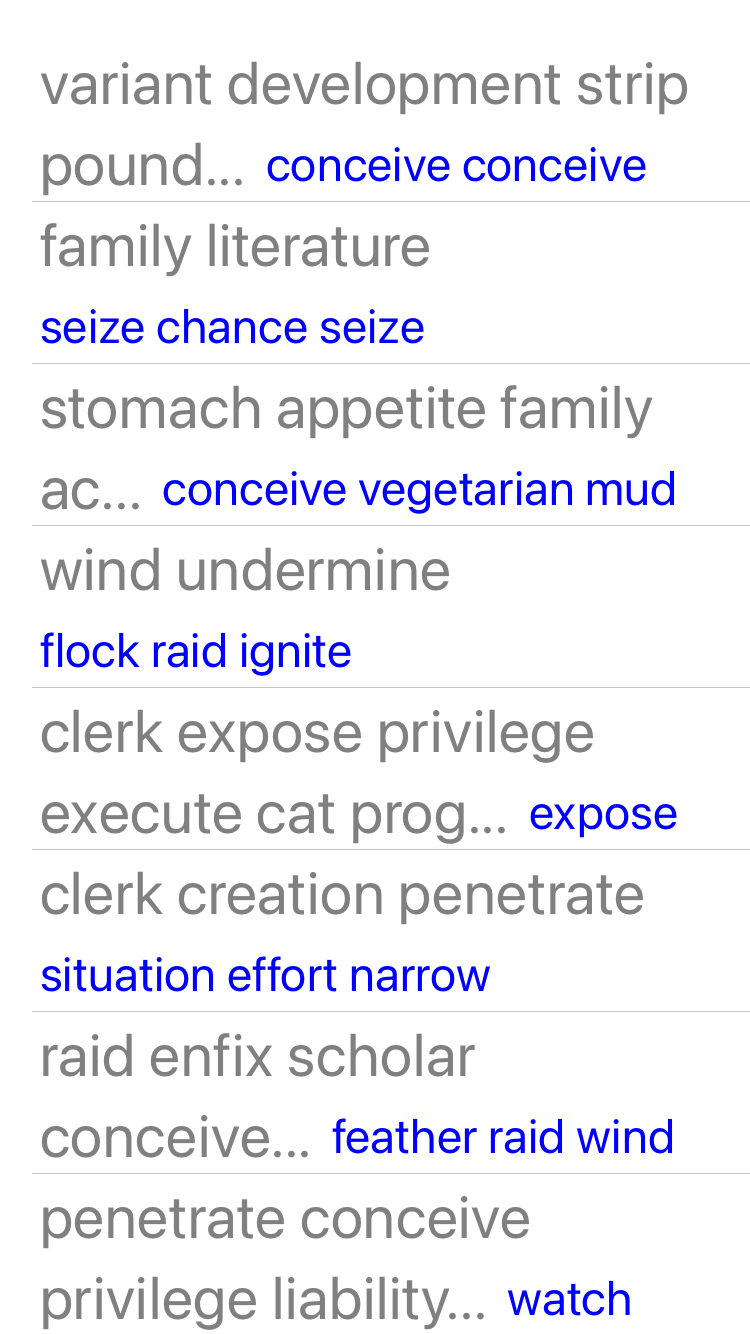 variant development strip
pound... conceive conceive
family literature
seize chance seize
stomach appetite family
ac... conceive vegetarian mud
wind undermine
flock raid ignite
clerk expose privilege
execute cat prog... expose
clerk creation penetrate
situation effort narrow
raid enfix scholar
conceive... feather raid wind
penetrate conceive
privilege liability... watch